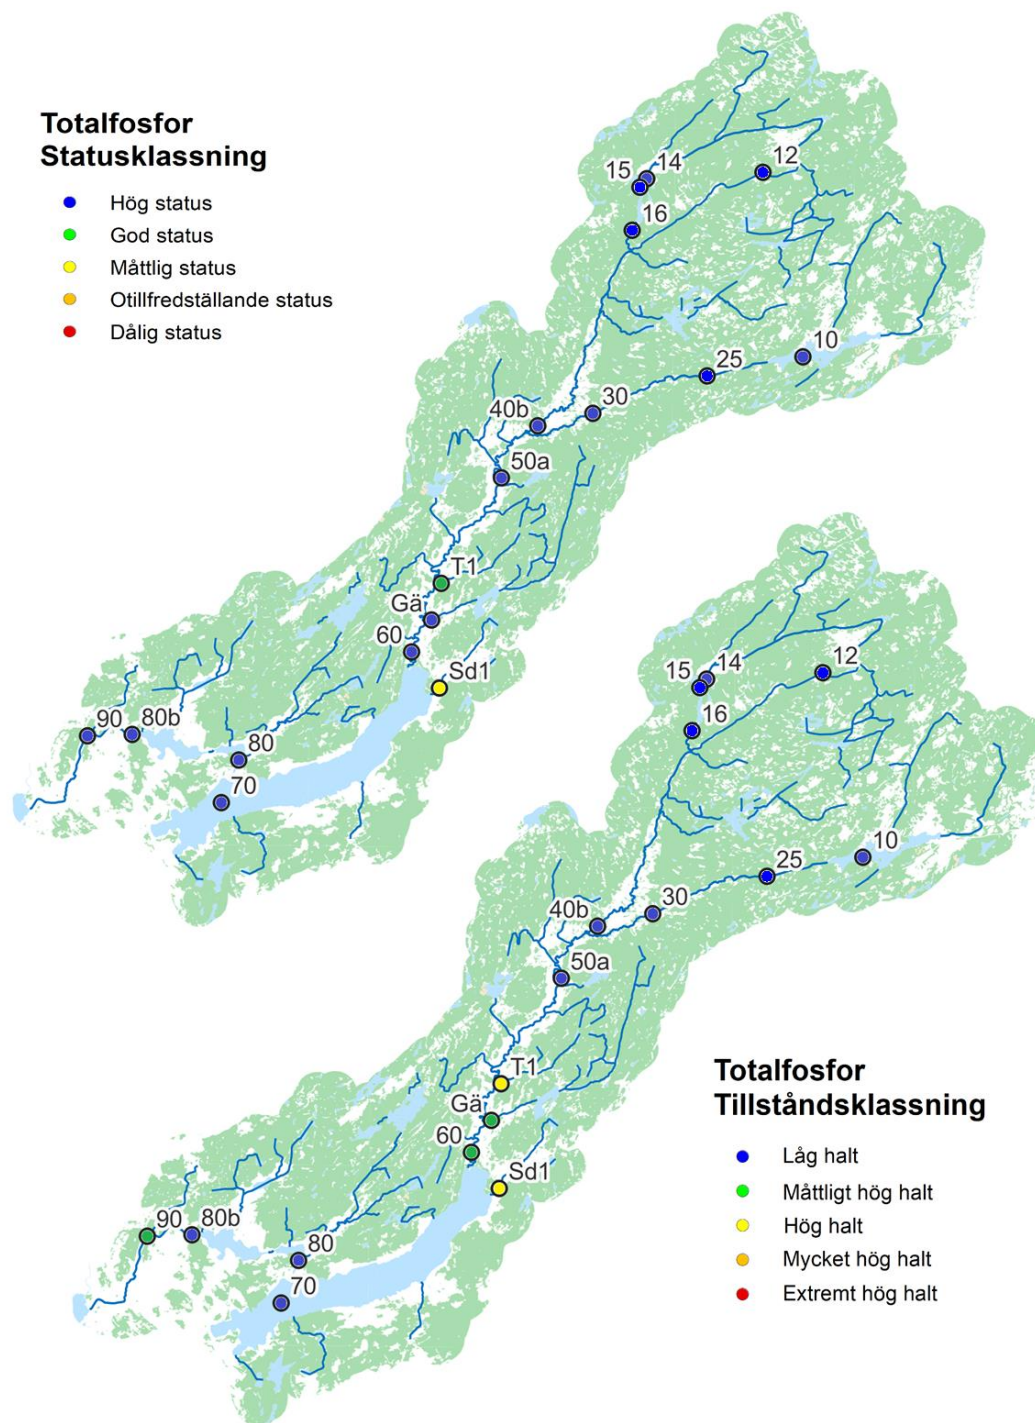 Totalfosfor
Statusklassning
Hög status
God status
Måttlig status
Otillfredställande status
Dålig status
12
14
15
16
10
25
30
40b
50a
T1
Gä
60
Sd1
90
80b
80
70
12
14
15
16
10
25
30
40b
50a
T1
Gä
60
Sd1
90
80b
80
70
Totalfosfor
Tillståndsklassning
Låg halt
Måttligt hög halt
Hög halt
Mycket hög halt
Extremt hög halt